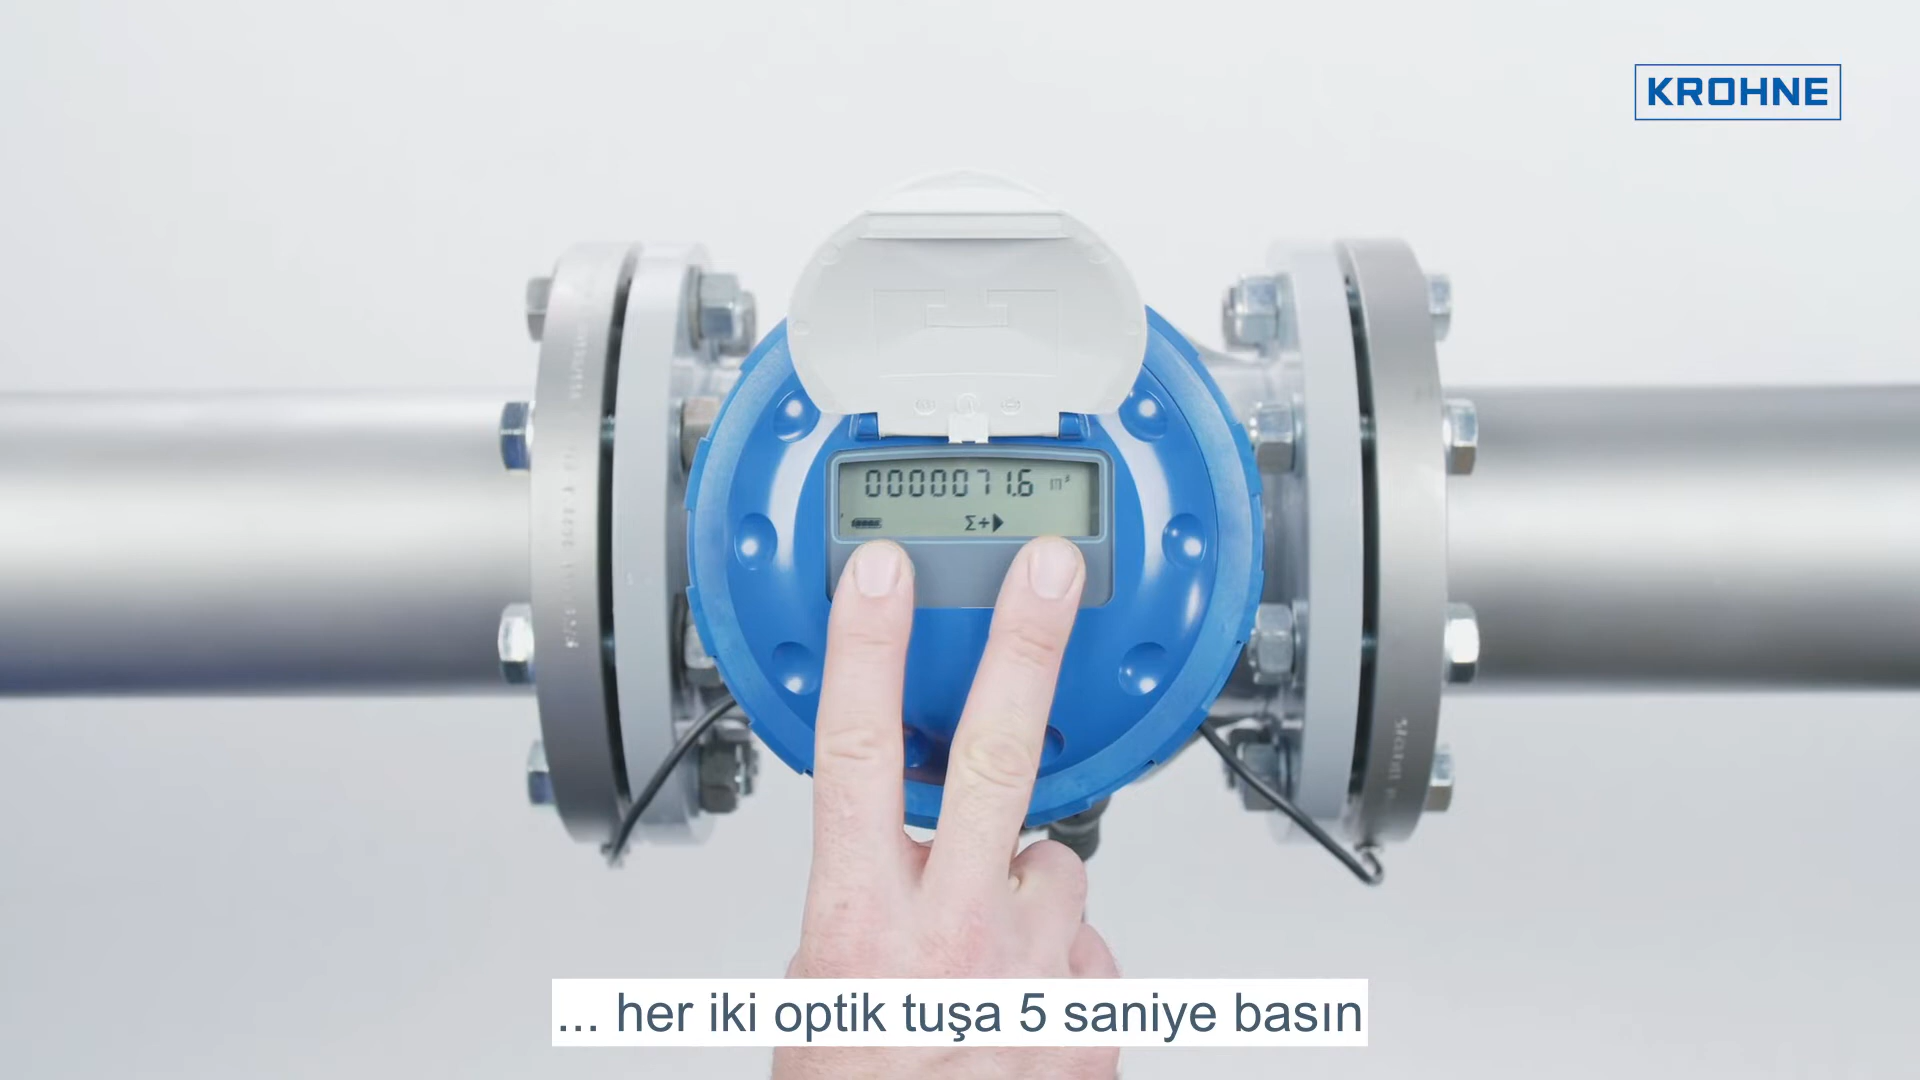 KROHNE
0000071.6 m³
Σ+
... her iki optik tuşa 5 saniye basın